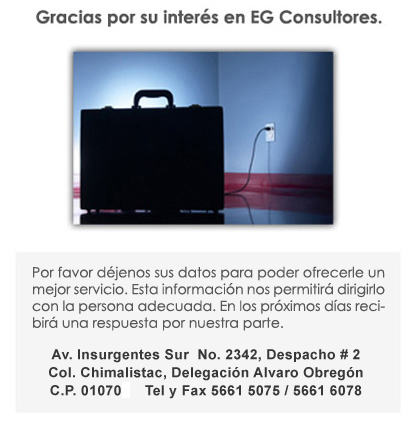 Gracias por su interés en EG Consultores.
Por favor déjenos sus datos para poder ofrecerle un
mejor servicio. Esta información nos permitirá dirigirlo
con la persona adecuada. En los próximos días reci-
birá una respuesta por nuestra parte.
Av. Insurgentes Sur No. 2342, Despacho # 2
Col. Chimalistac, Delegación Alvaro Obregón
C.P. 01070 Tel y Fax 5661 5075 / 5661 6078